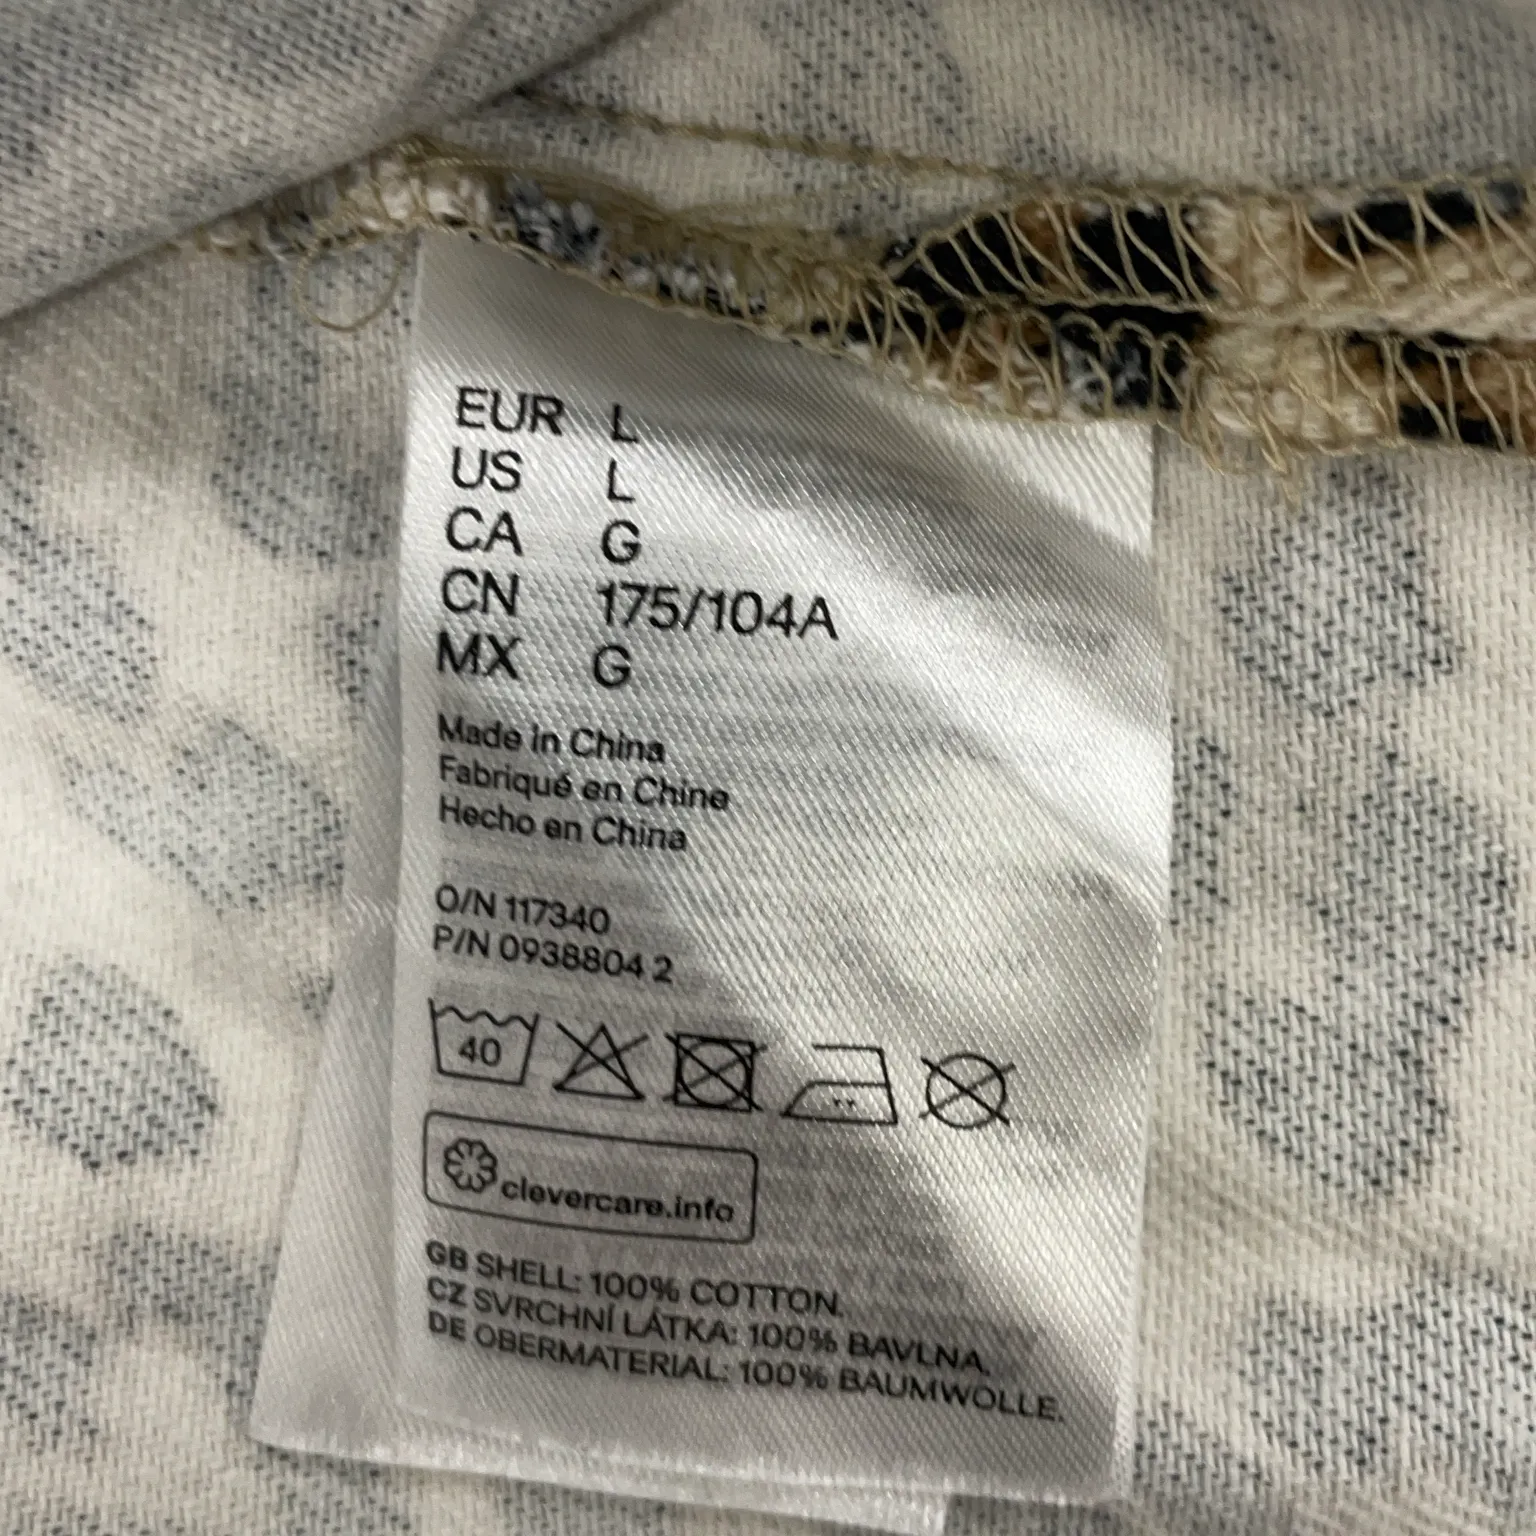 EUR L
US L
CA G
CN 175/104A
MX G
Made in China
Fabriqué en Chine
Hecho en China
O/N 117340
P/N 0938804 2
40
clevercare.info
GB SHELL: 100% COTTON.
CZ SVRCHNÍ LÁTKA: 100% BAVLNA.
DE OBERMATERIAL: 100% BAUMWOLLE.